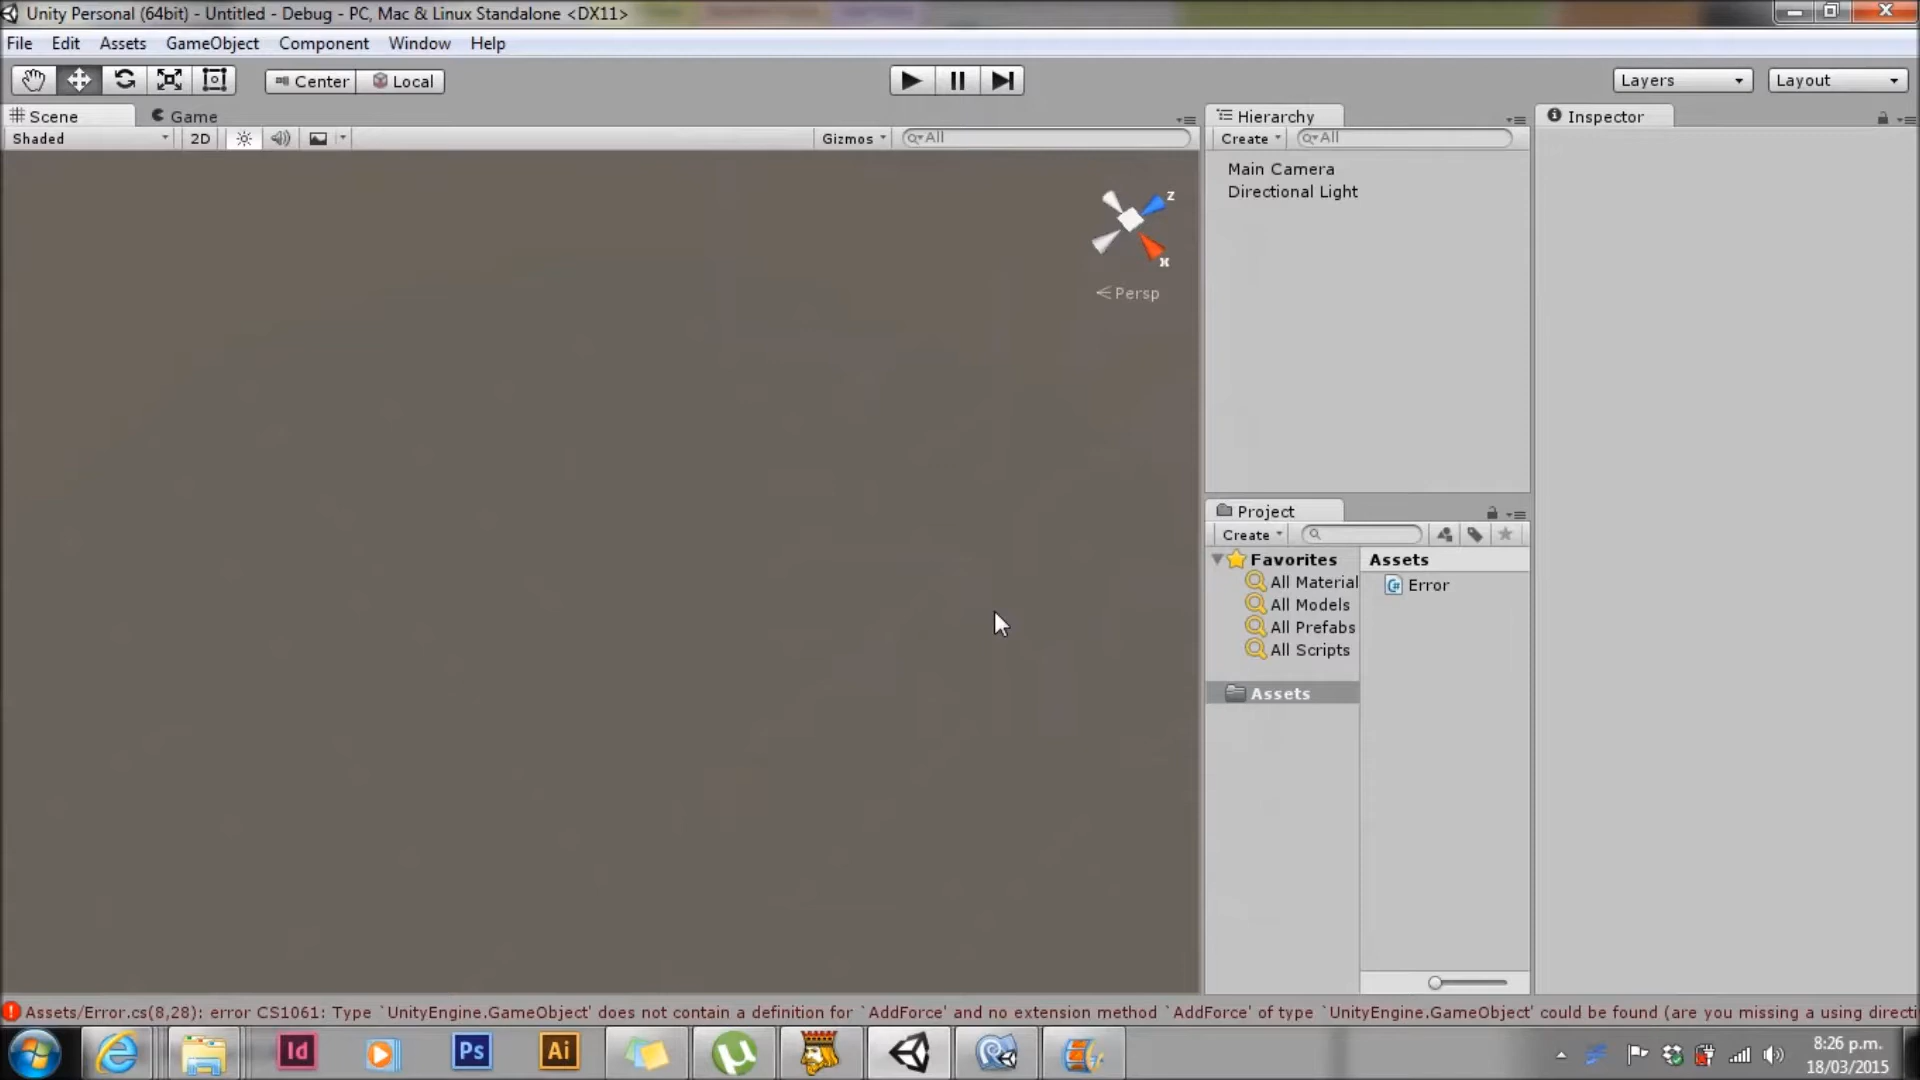 Unity Personal (64bit) - Untitled - Debug - PC, Mac & Linux Standalone <DX11>
File Edit Assets GameObject Component Window Help
Center Local Layers Layout
Scene Game
Shaded 2D Gizmos All
z
x
Persp
Hierarchy
Create All
Main Camera
Directional Light
Inspector
Project
Create
Favorites
All Material
All Models
All Prefabs
All Scripts
Assets
Assets
Error
Assets/Error.cs(8,28): error CS1061: Type `UnityEngine.GameObject' does not contain a definition for `AddForce' and no extension method `AddForce' of type `UnityEngine.GameObject' could be found (are you missing a using directi
Id Ps Ai
8:26 p.m.
18/03/2015